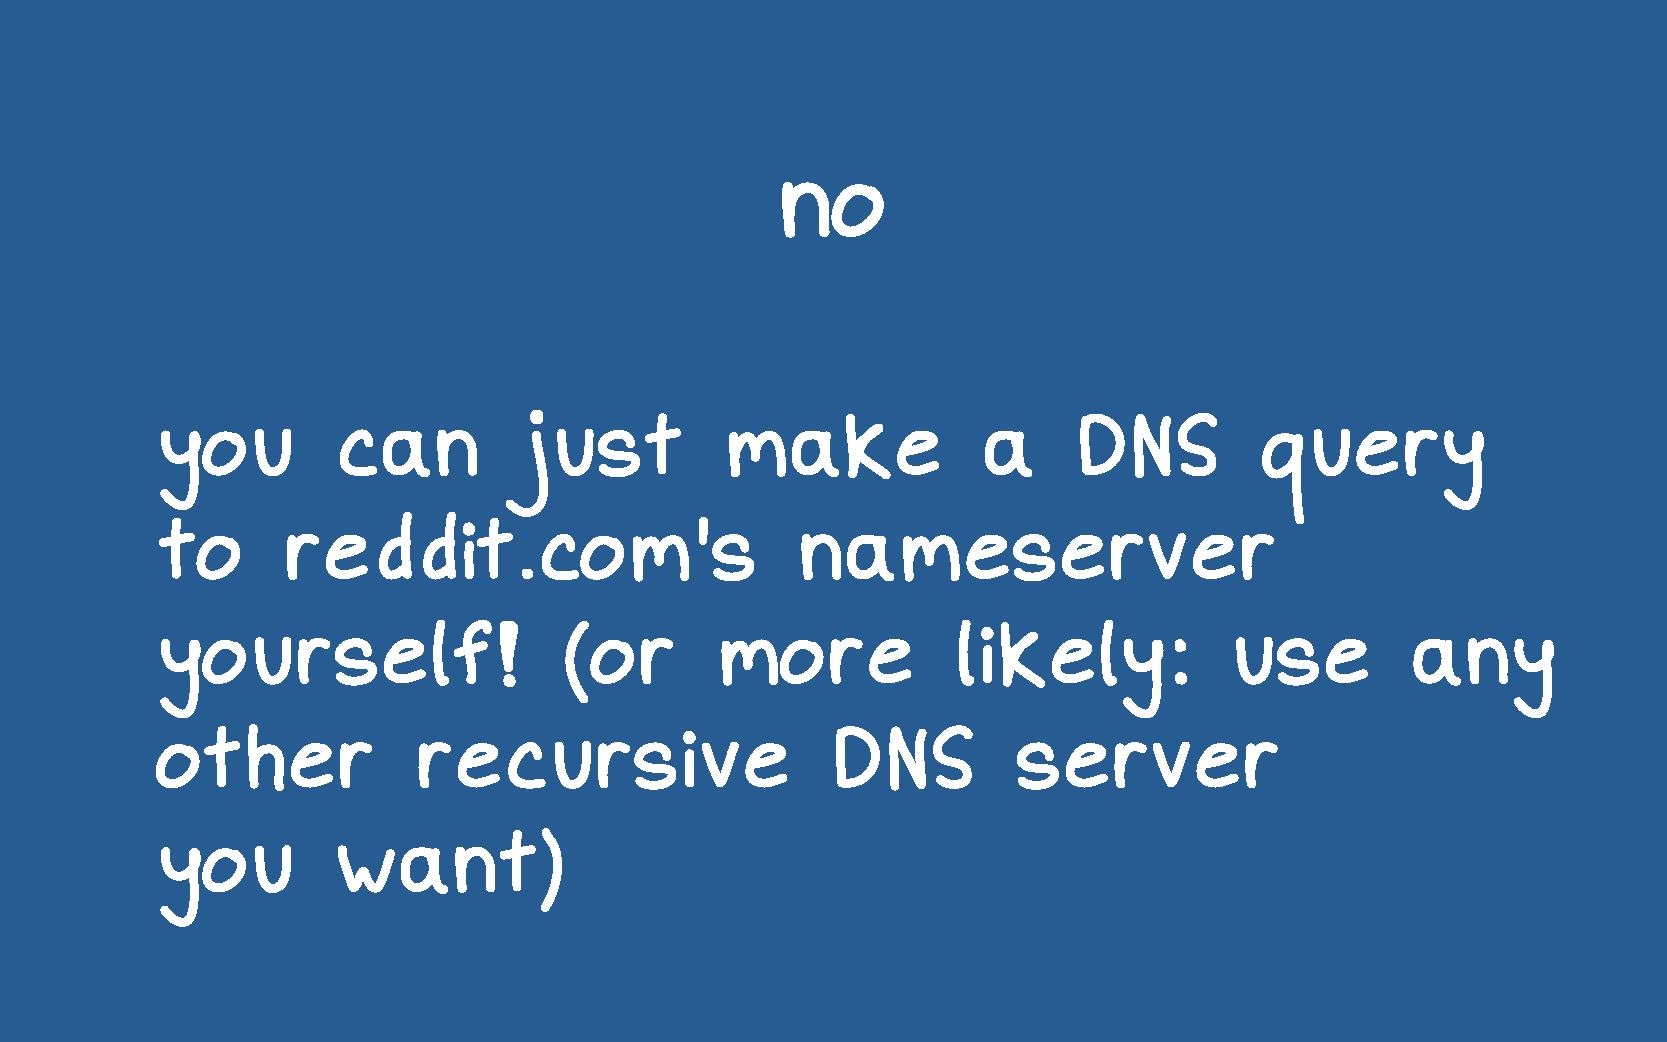 no
you can just make a DNS query
to reddit.com's nameserver
yourself! (or more likely: use any
other recursive DNS server
you want)